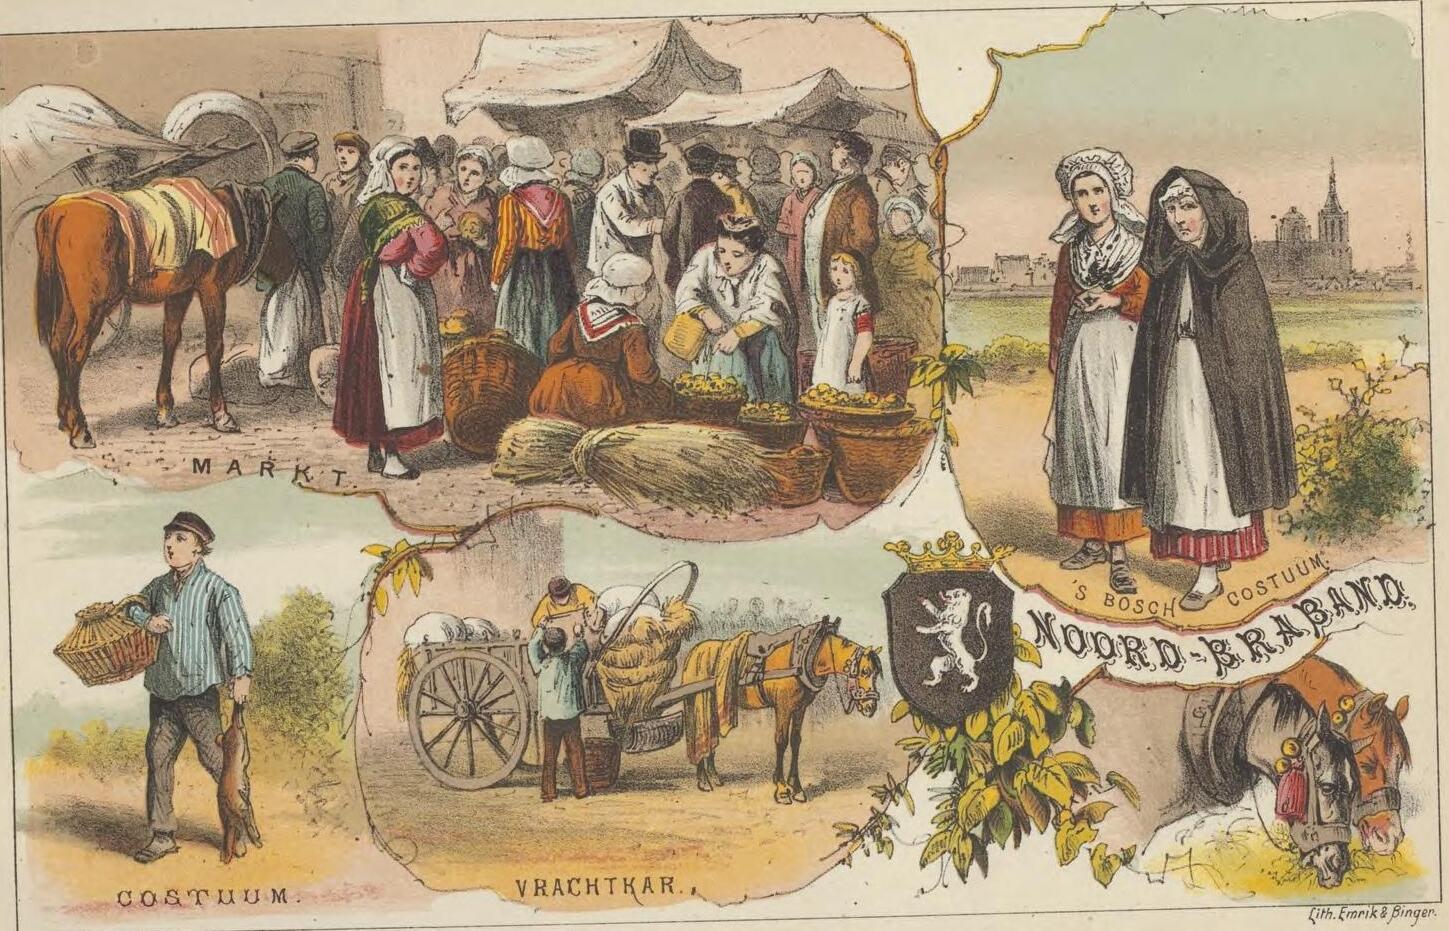 MARKT.
'S BOSCH COSTUUM.
NOORD-BRABAND.
COSTUUM.
VRACHTKAR.
Lith. Emrik & Binger.